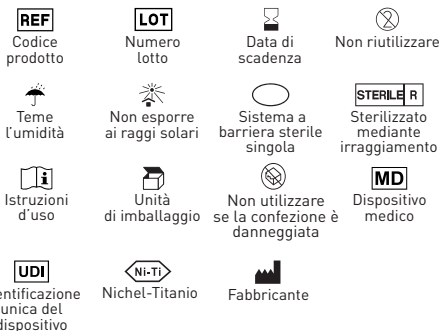 REF
Codice
prodotto
LOT
Numero
lotto
Data di
scadenza
2
Non riutilizzare
Teme
l'umidità
Non esporre
ai raggi solari
Sistema a
barriera sterile
singola
STERILE R
Sterilizzato
mediante
irraggiamento
i
Istruzioni
d'uso
Unità
di imballaggio
Non utilizzare
se la confezione è
danneggiata
MD
Dispositivo
medico
UDI
entificazione
unica del
dispositivo
Ni-Ti
Nichel-Titanio
Fabbricante